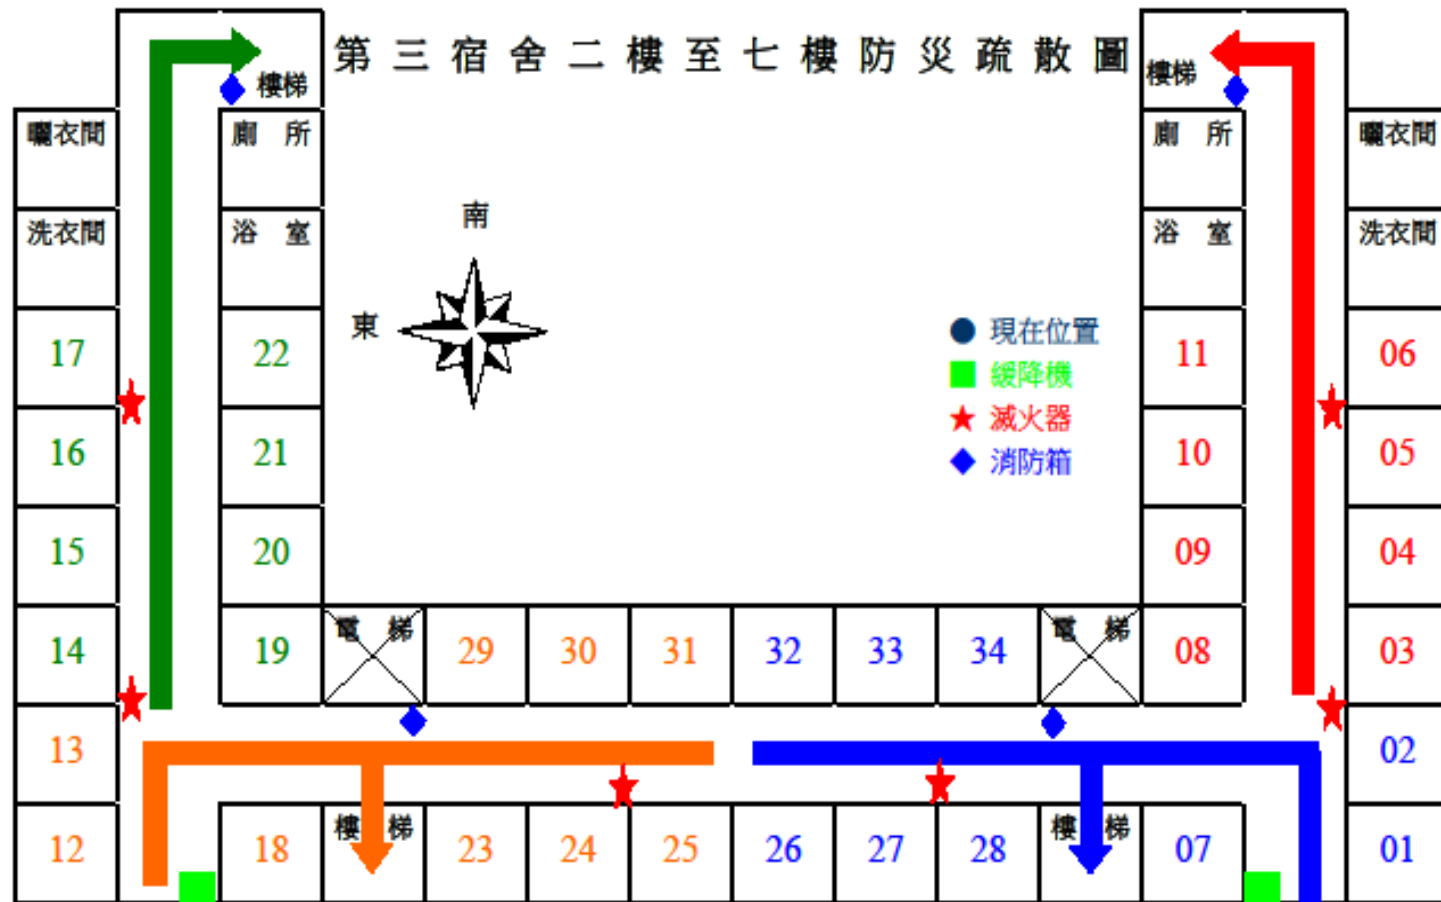 第三宿舍二樓至七樓防災疏散圖
樓梯
樓梯
曬衣間
廁所
廁所
曬衣間
洗衣間
浴室
浴室
洗衣間
南
東
現在位置
緩降機
滅火器
消防箱
17
22
11
06
16
21
10
05
15
20
09
04
14
19
電梯
29
30
31
32
33
34
電梯
08
03
13
02
12
18
樓梯
23
24
25
26
27
28
樓梯
07
01